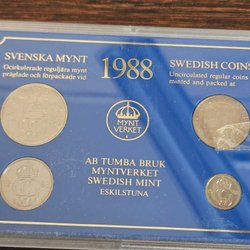 SVENSKA MYNT
Ocirkulerade reguljära mynt
präglade och förpackade vid
1988
SWEDISH COINS
Uncirculated regular coins
minted and packed at
MYNT
VERKET
AB TUMBA BRUK
MYNTVERKET
SWEDISH MINT
ESKILSTUNA